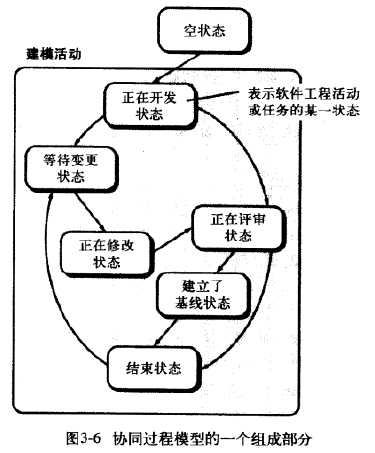 空状态
建模活动
正在开发
状态
表示软件工程活动
或任务的某一状态
等待变更
状态
正在评审
状态
正在修改
状态
建立了
基线状态
结束状态
图3-6 协同过程模型的一个组成部分